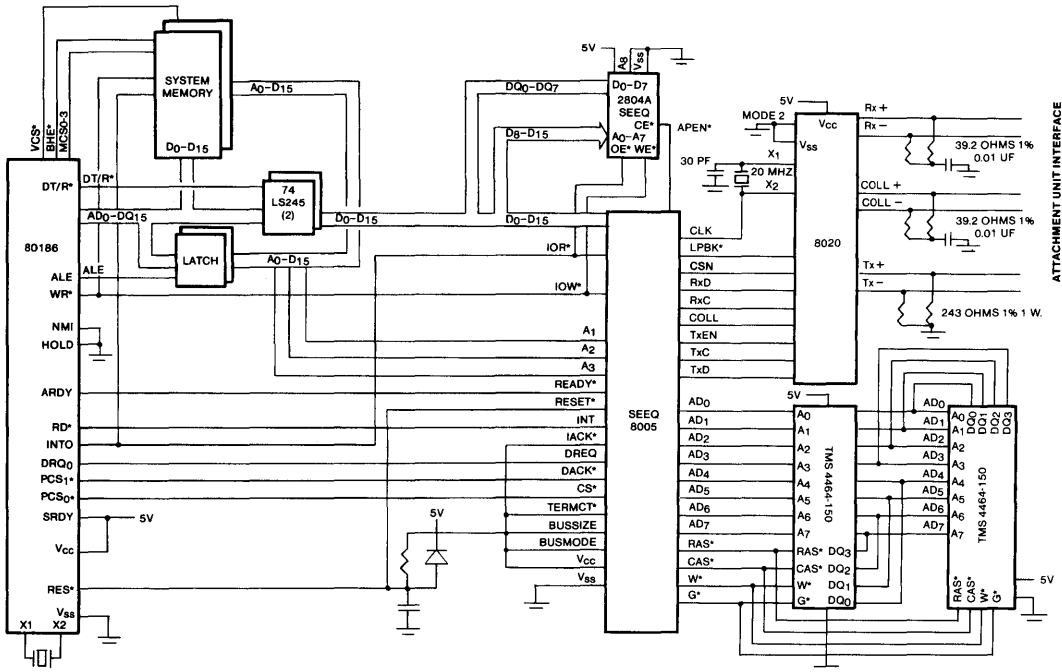 VCS*
BHE*
MCS0-3
SYSTEM
MEMORY
A0–D15
D0–D15
DT/R*
DT/R*
AD0–DQ15
80186
74
LS245
(2)
D0–D15
LATCH
A0–D15
ALE
ALE
WR*
NMI
HOLD
ARDY
RD*
INTO
DRQ0
PCS1*
PCS0*
SRDY
5V
VCC
RES*
VSS
X1
X2
5V
5V
A8
VSS
DQ0–DQ7
D8–D15
D0–D15
D0–D7
2804A
SEEQ
CE*
A0–A7
OE*
WE*
APEN*
IOR*
IOW*
A1
A2
A3
READY*
RESET*
INT
IACK*
DREQ
DACK*
CS*
TERMCT*
BUSSIZE
BUSMODE
VCC
VSS
SEEQ
8005
CLK
LPBK*
CSN
RxD
RxC
COLL
TxEN
TxC
TxD
AD0
AD1
AD2
AD3
AD4
AD5
AD6
AD7
RAS*
CAS*
W*
G*
5V
MODE 2
VCC
VSS
30 PF
X1
20 MHZ
X2
8020
Rx +
Rx −
39.2 OHMS 1%
0.01 UF
COLL +
COLL −
39.2 OHMS 1%
0.01 UF
Tx+
Tx−
243 OHMS 1% 1 W.
ATTACHMENT UNIT INTERFACE
5V
A0
A1
A2
A3
A4
A5
A6
A7
TMS 4464-150
RAS*
CAS*
W*
G*
DQ3
DQ2
DQ1
DQ0
AD0
AD1
AD2
AD3
AD4
AD5
AD6
AD7
A0
A1
A2
A3
A4
A5
A6
A7
DQ0
DQ1
DQ2
DQ3
TMS 4464-150
RAS*
CAS*
W*
G*
5V